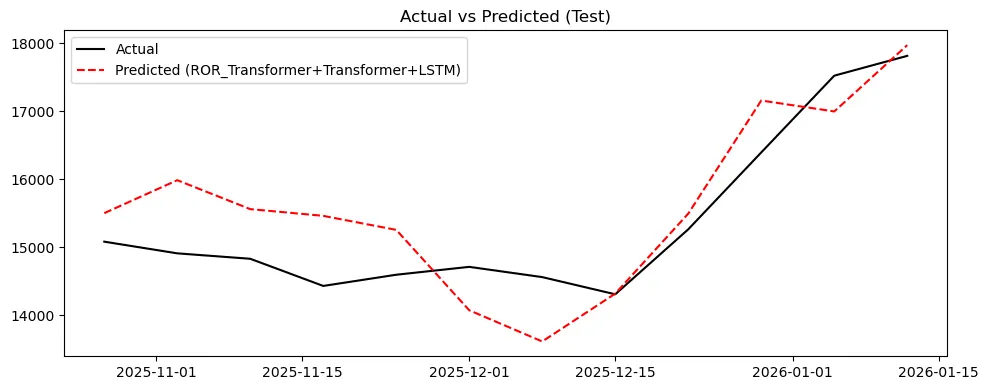 Actual vs Predicted (Test)
Actual
Predicted (ROR_Transformer+Transformer+LSTM)
18000
17000
16000
15000
14000
2025-11-01 2025-11-15 2025-12-01 2025-12-15 2026-01-01 2026-01-15